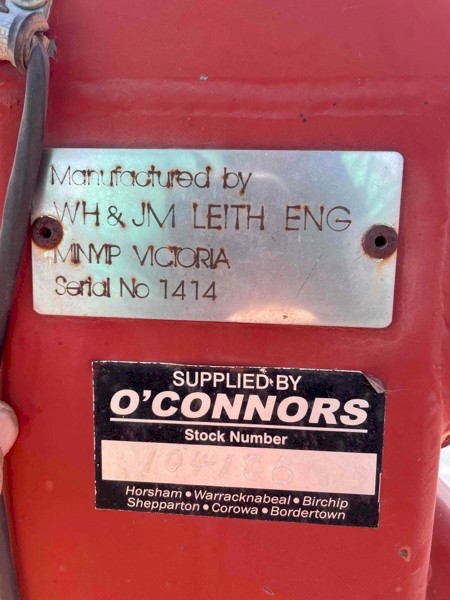 Manufactured by
WH & JM LEITH ENG
MINYIP VICTORIA
Serial No 1414
SUPPLIED BY
O'CONNORS
Stock Number
104186
Horsham • Warracknabeal • Birchip
Shepparton • Corowa • Bordertown